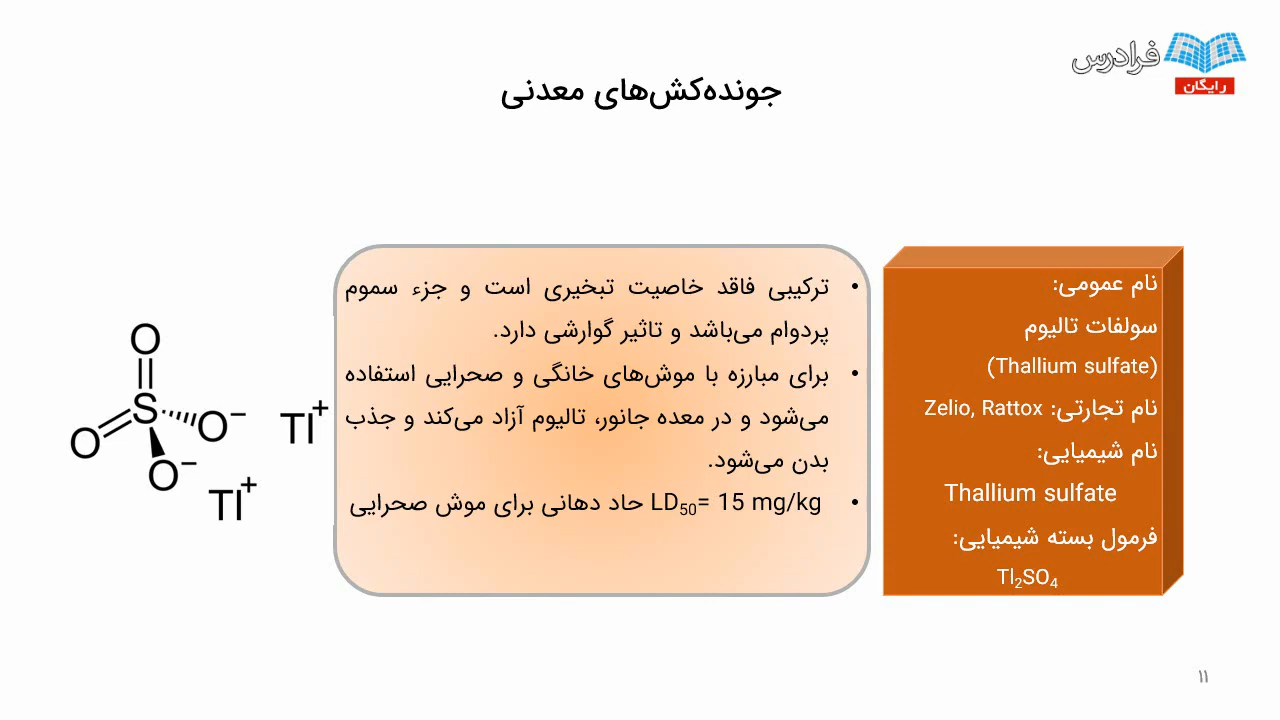 فرادرس
رایگان
جونده‌کش‌های معدنی
نام عمومی:
سولفات تالیوم
(Thallium sulfate)
نام تجارتی: Zelio, Rattox
نام شیمیایی:
Thallium sulfate
فرمول بسته شیمیایی:
Tl₂SO₄
• ترکیبی فاقد خاصیت تبخیری است و جزء سموم
پردوام می‌باشد و تاثیر گوارشی دارد.
• برای مبارزه با موش‌های خانگی و صحرایی استفاده
می‌شود و در معده جانور، تالیوم آزاد می‌کند و جذب
بدن می‌شود.
• LD₅₀= 15 mg/kg حاد دهانی برای موش صحرایی
O
S
O
O⁻
O⁻
Tl⁺
Tl⁺
۱۱